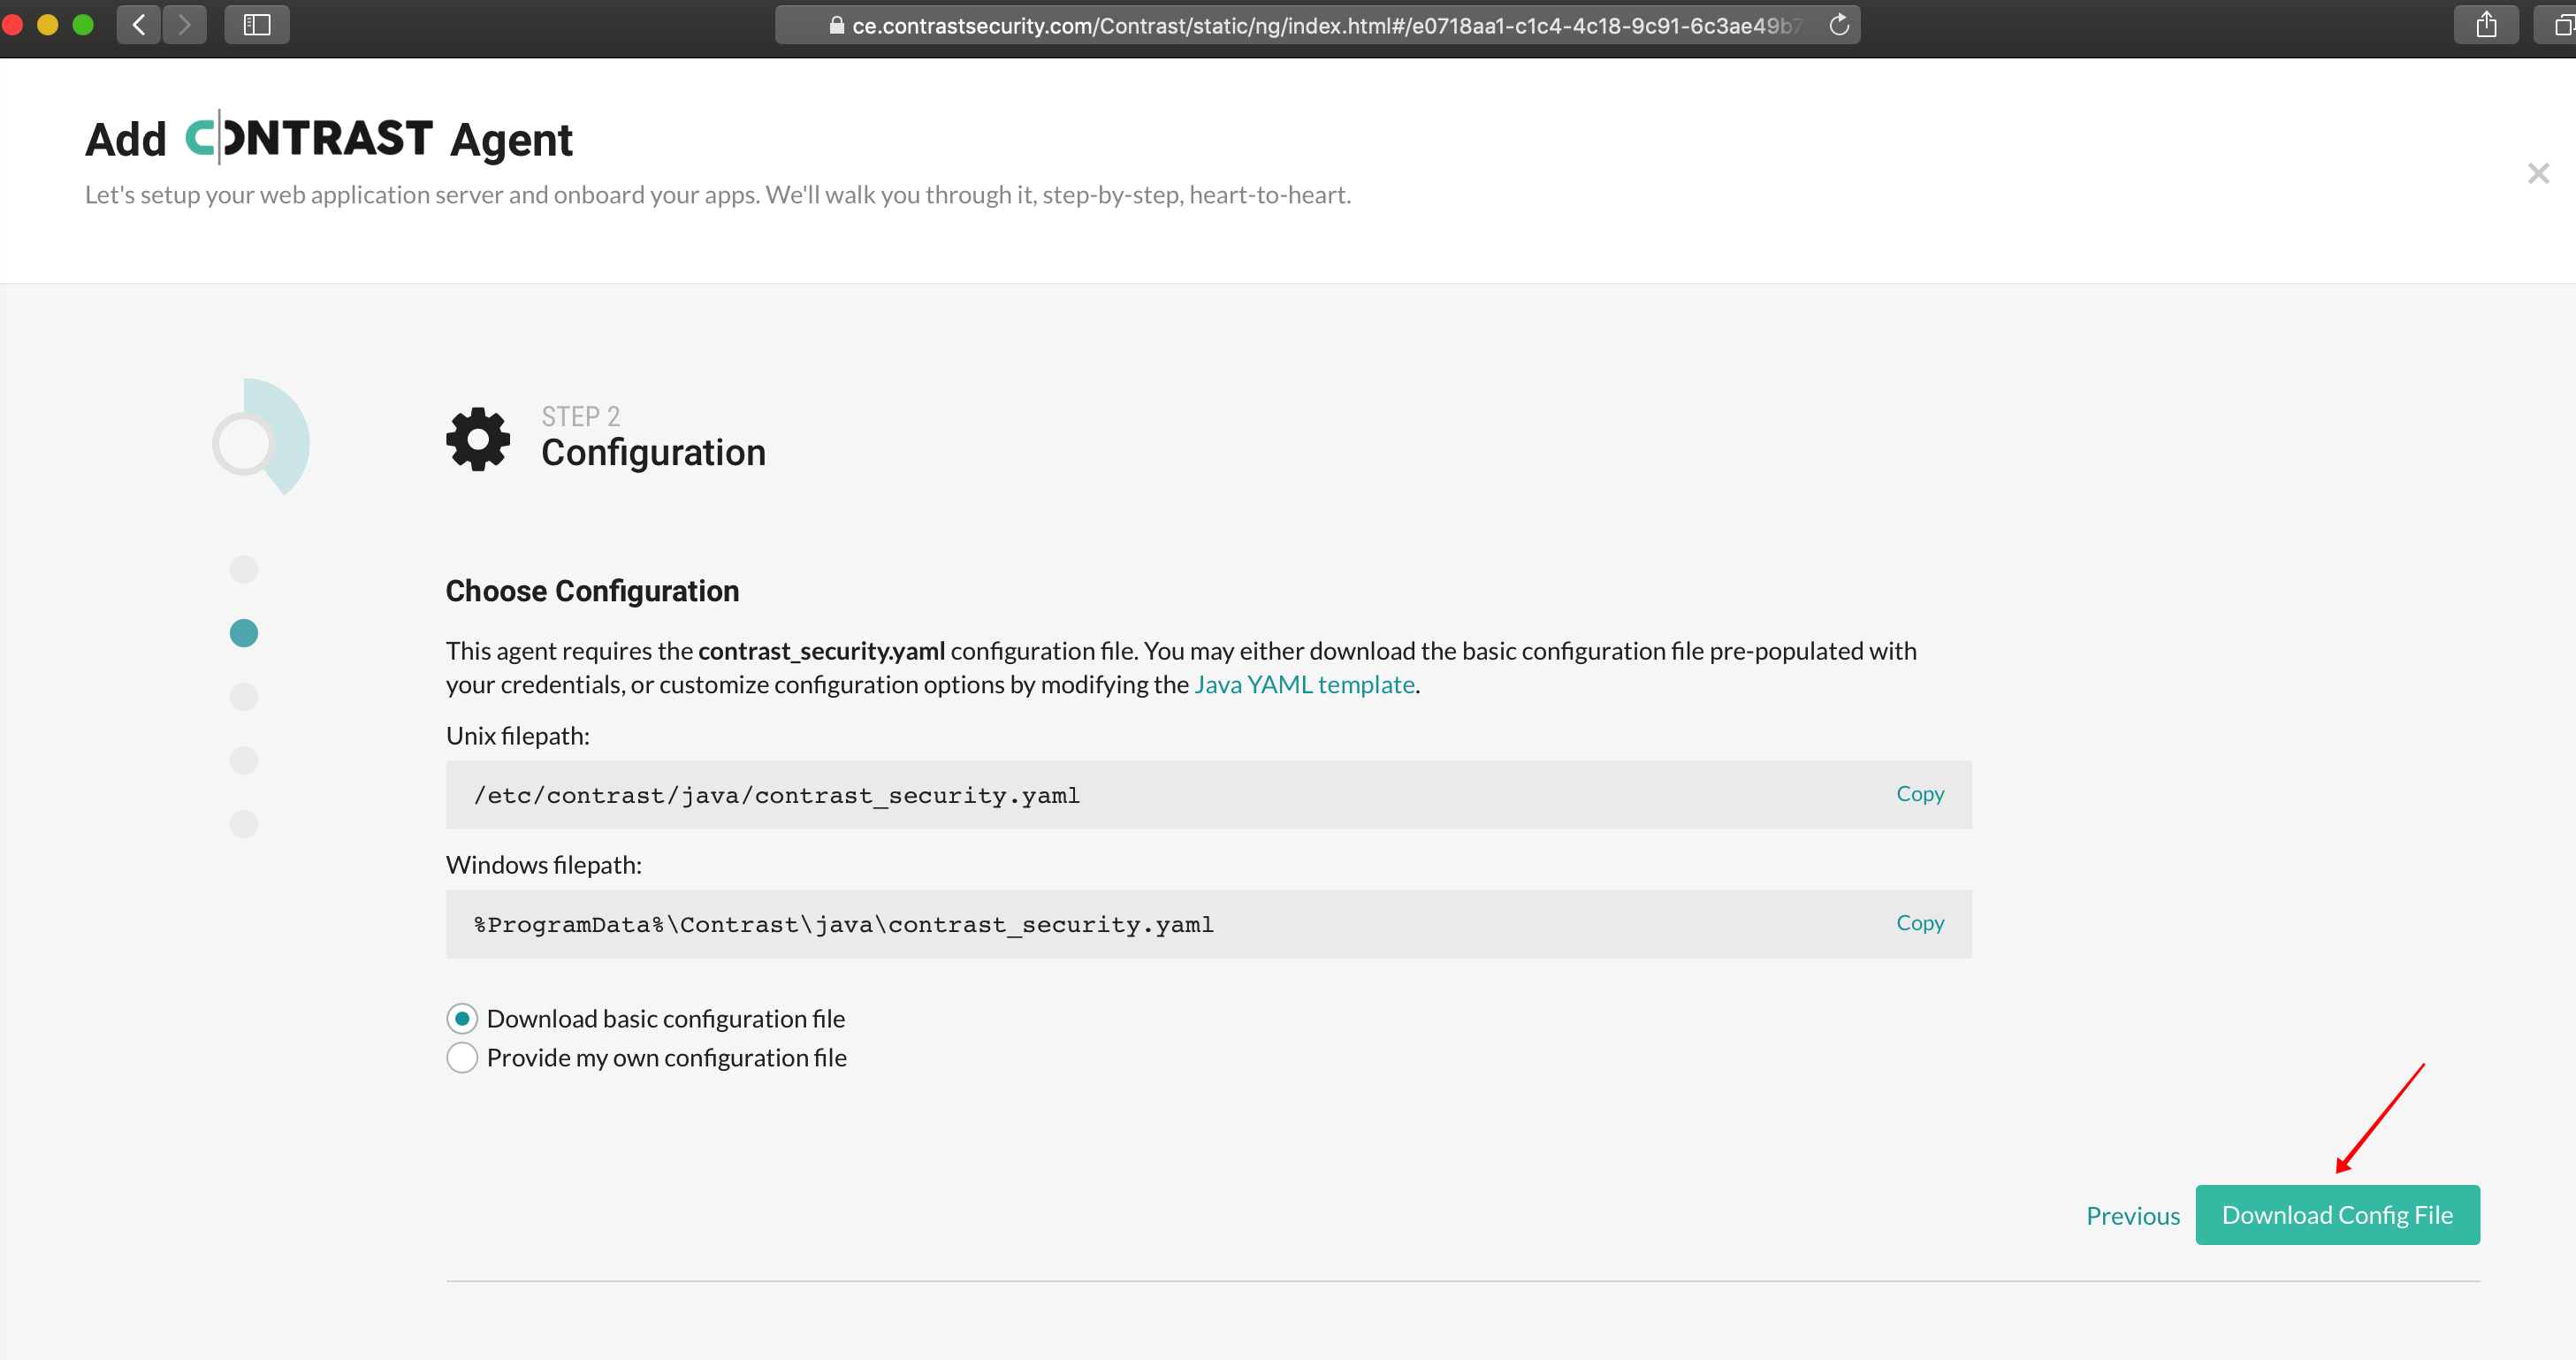 ce.contrastsecurity.com/Contrast/static/ng/index.html#/e0718aa1-c1c4-4c18-9c91-6c3ae49b7
Add CONTRAST Agent
Let's setup your web application server and onboard your apps. We'll walk you through it, step-by-step, heart-to-heart.
STEP 2
Configuration
Choose Configuration
This agent requires the contrast_security.yaml configuration file. You may either download the basic configuration file pre-populated with
your credentials, or customize configuration options by modifying the Java YAML template.
Unix filepath:
/etc/contrast/java/contrast_security.yaml Copy
Windows filepath:
%ProgramData%\Contrast\java\contrast_security.yaml Copy
Download basic configuration file
Provide my own configuration file
Previous Download Config File